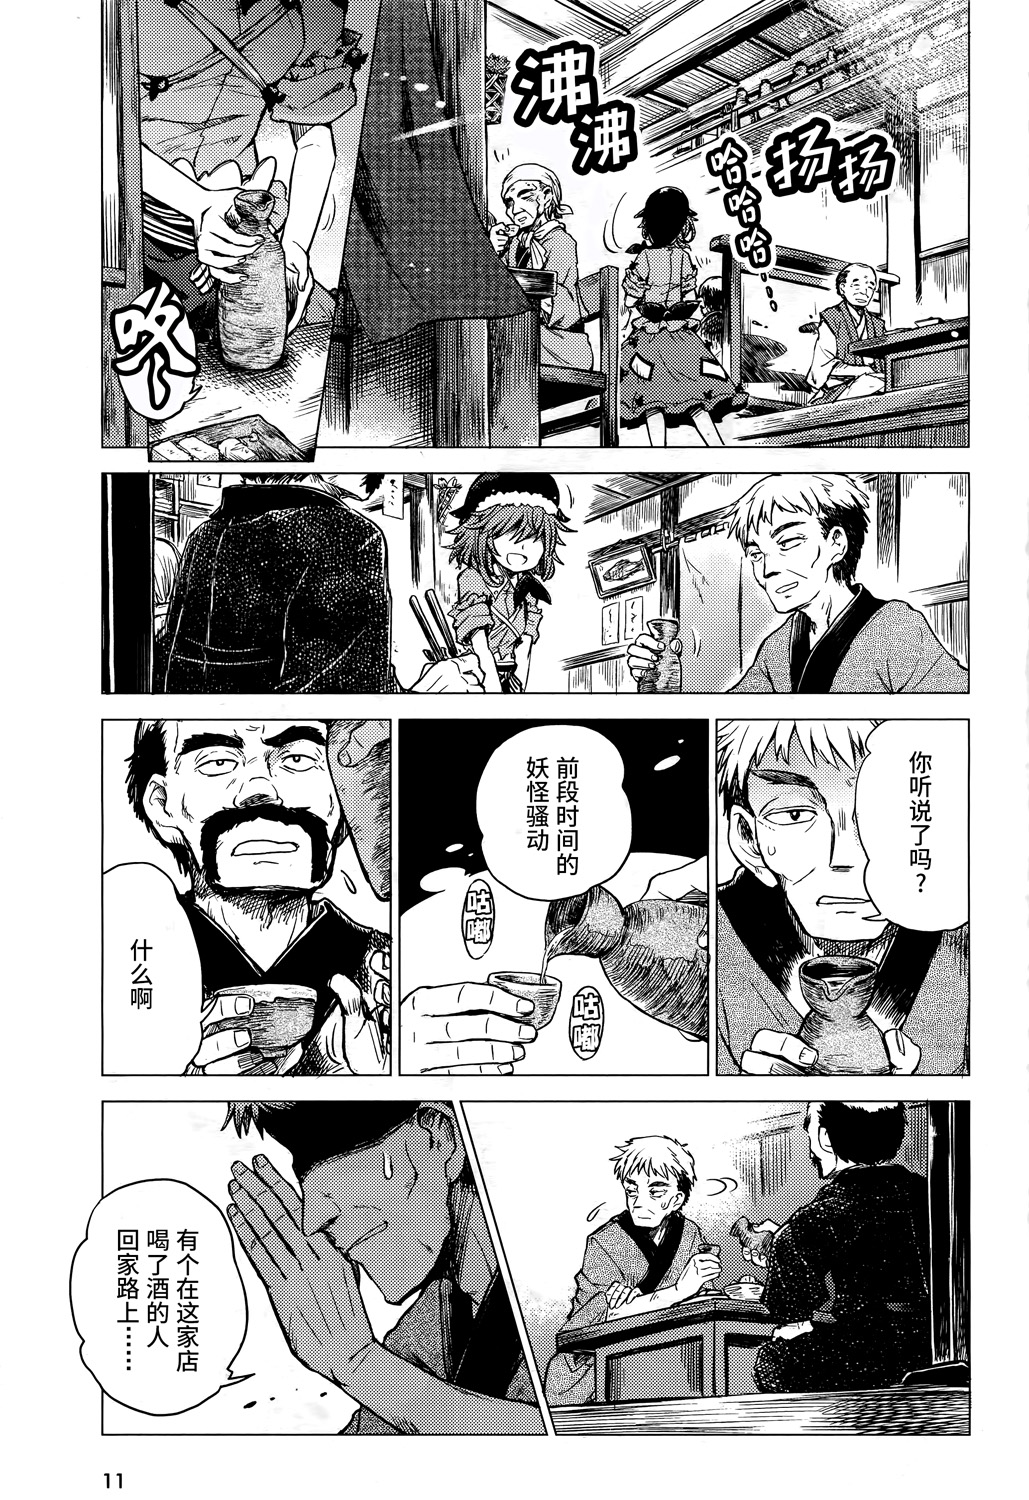 沸
沸
扬
扬
哈
哈
哈
哈
……
咚
你听说了吗？
前段时间的
妖怪骚动
咕嘟
咕嘟
什么啊
有个在这家店
喝了酒的人
回家路上……
11